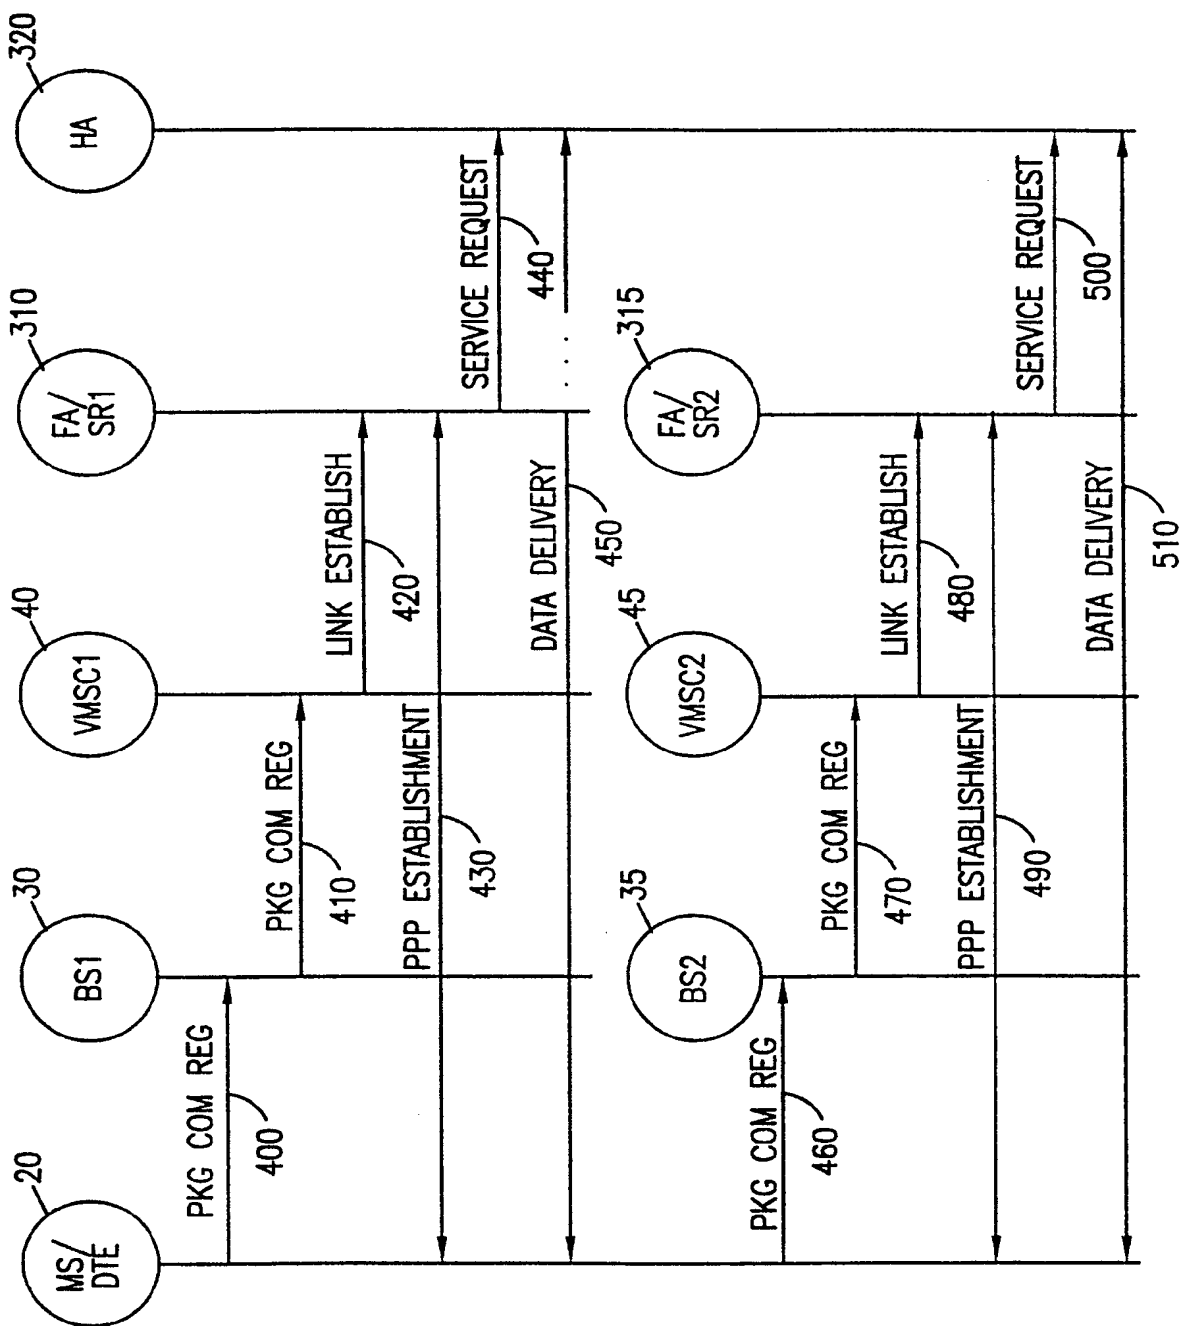 20
MS/
DTE
30
BS1
40
VMSC1
310
FA/
SR1
320
HA
PKG COM REG
400
PKG COM REG
410
LINK ESTABLISH
420
PPP ESTABLISHMENT
430
SERVICE REQUEST
440
DATA DELIVERY
450
35
BS2
45
VMSC2
315
FA/
SR2
PKG COM REG
460
PKG COM REG
470
LINK ESTABLISH
480
PPP ESTABLISHMENT
490
SERVICE REQUEST
500
DATA DELIVERY
510